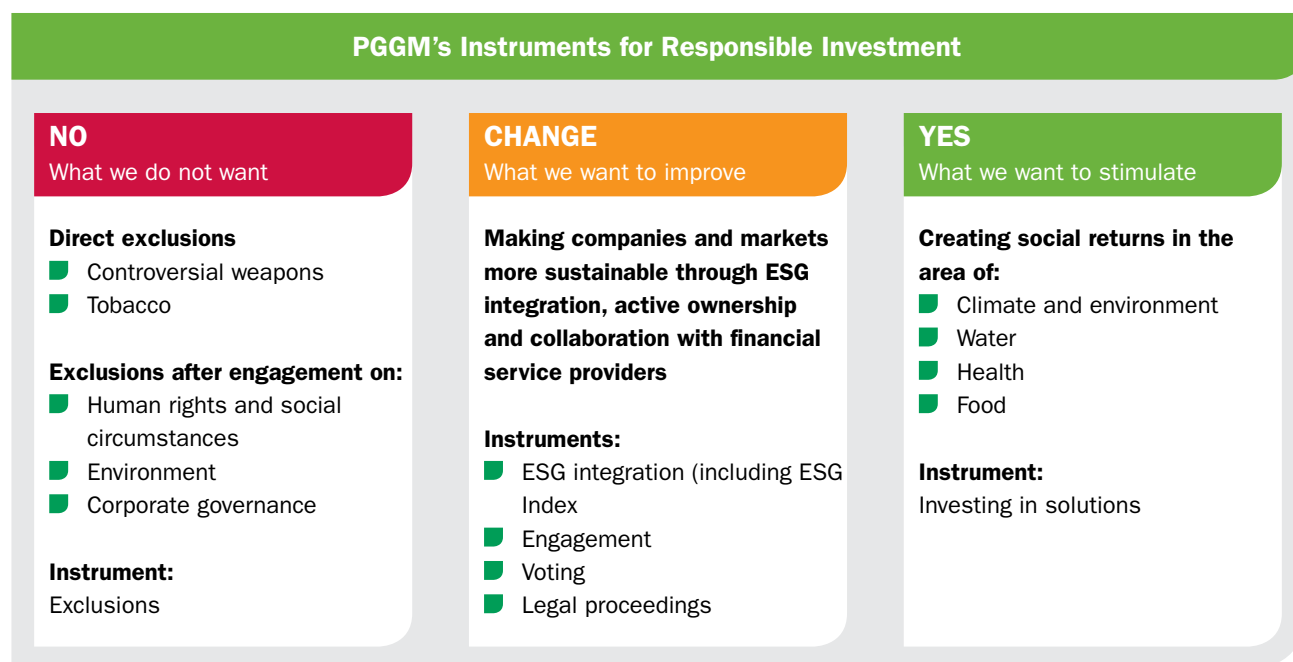 PGGM's Instruments for Responsible Investment
NO
What we do not want
Direct exclusions
Controversial weapons
Tobacco
Exclusions after engagement on:
Human rights and social
circumstances
Environment
Corporate governance
Instrument:
Exclusions
CHANGE
What we want to improve
Making companies and markets
more sustainable through ESG
integration, active ownership
and collaboration with financial
service providers
Instruments:
ESG integration (including ESG
Index
Engagement
Voting
Legal proceedings
YES
What we want to stimulate
Creating social returns in the
area of:
Climate and environment
Water
Health
Food
Instrument:
Investing in solutions